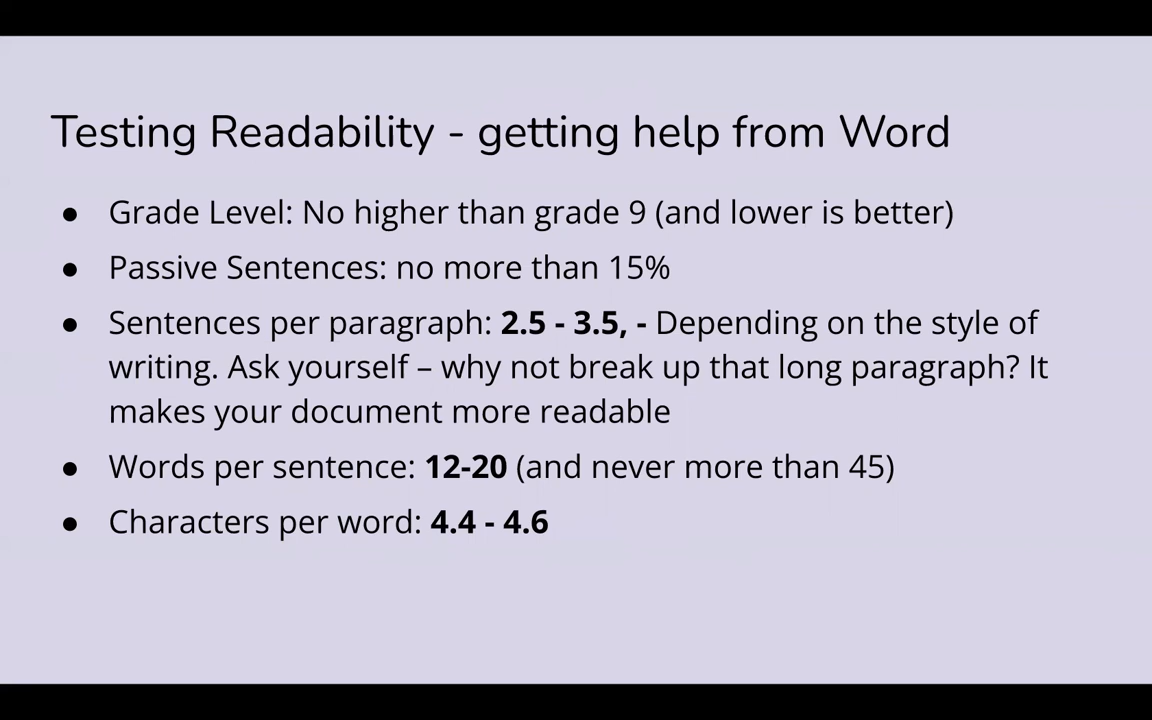 Testing Readability - getting help from Word
● Grade Level: No higher than grade 9 (and lower is better)
● Passive Sentences: no more than 15%
● Sentences per paragraph: 2.5 - 3.5, - Depending on the style of
writing. Ask yourself – why not break up that long paragraph? It
makes your document more readable
● Words per sentence: 12-20 (and never more than 45)
● Characters per word: 4.4 - 4.6